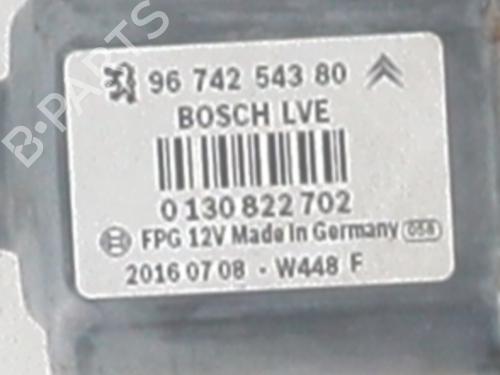 B-PARTS
96 742 543 80
BOSCH LVE
0 130 822 702
FPG 12V Made in Germany 058
2016 07 08 - W448 F